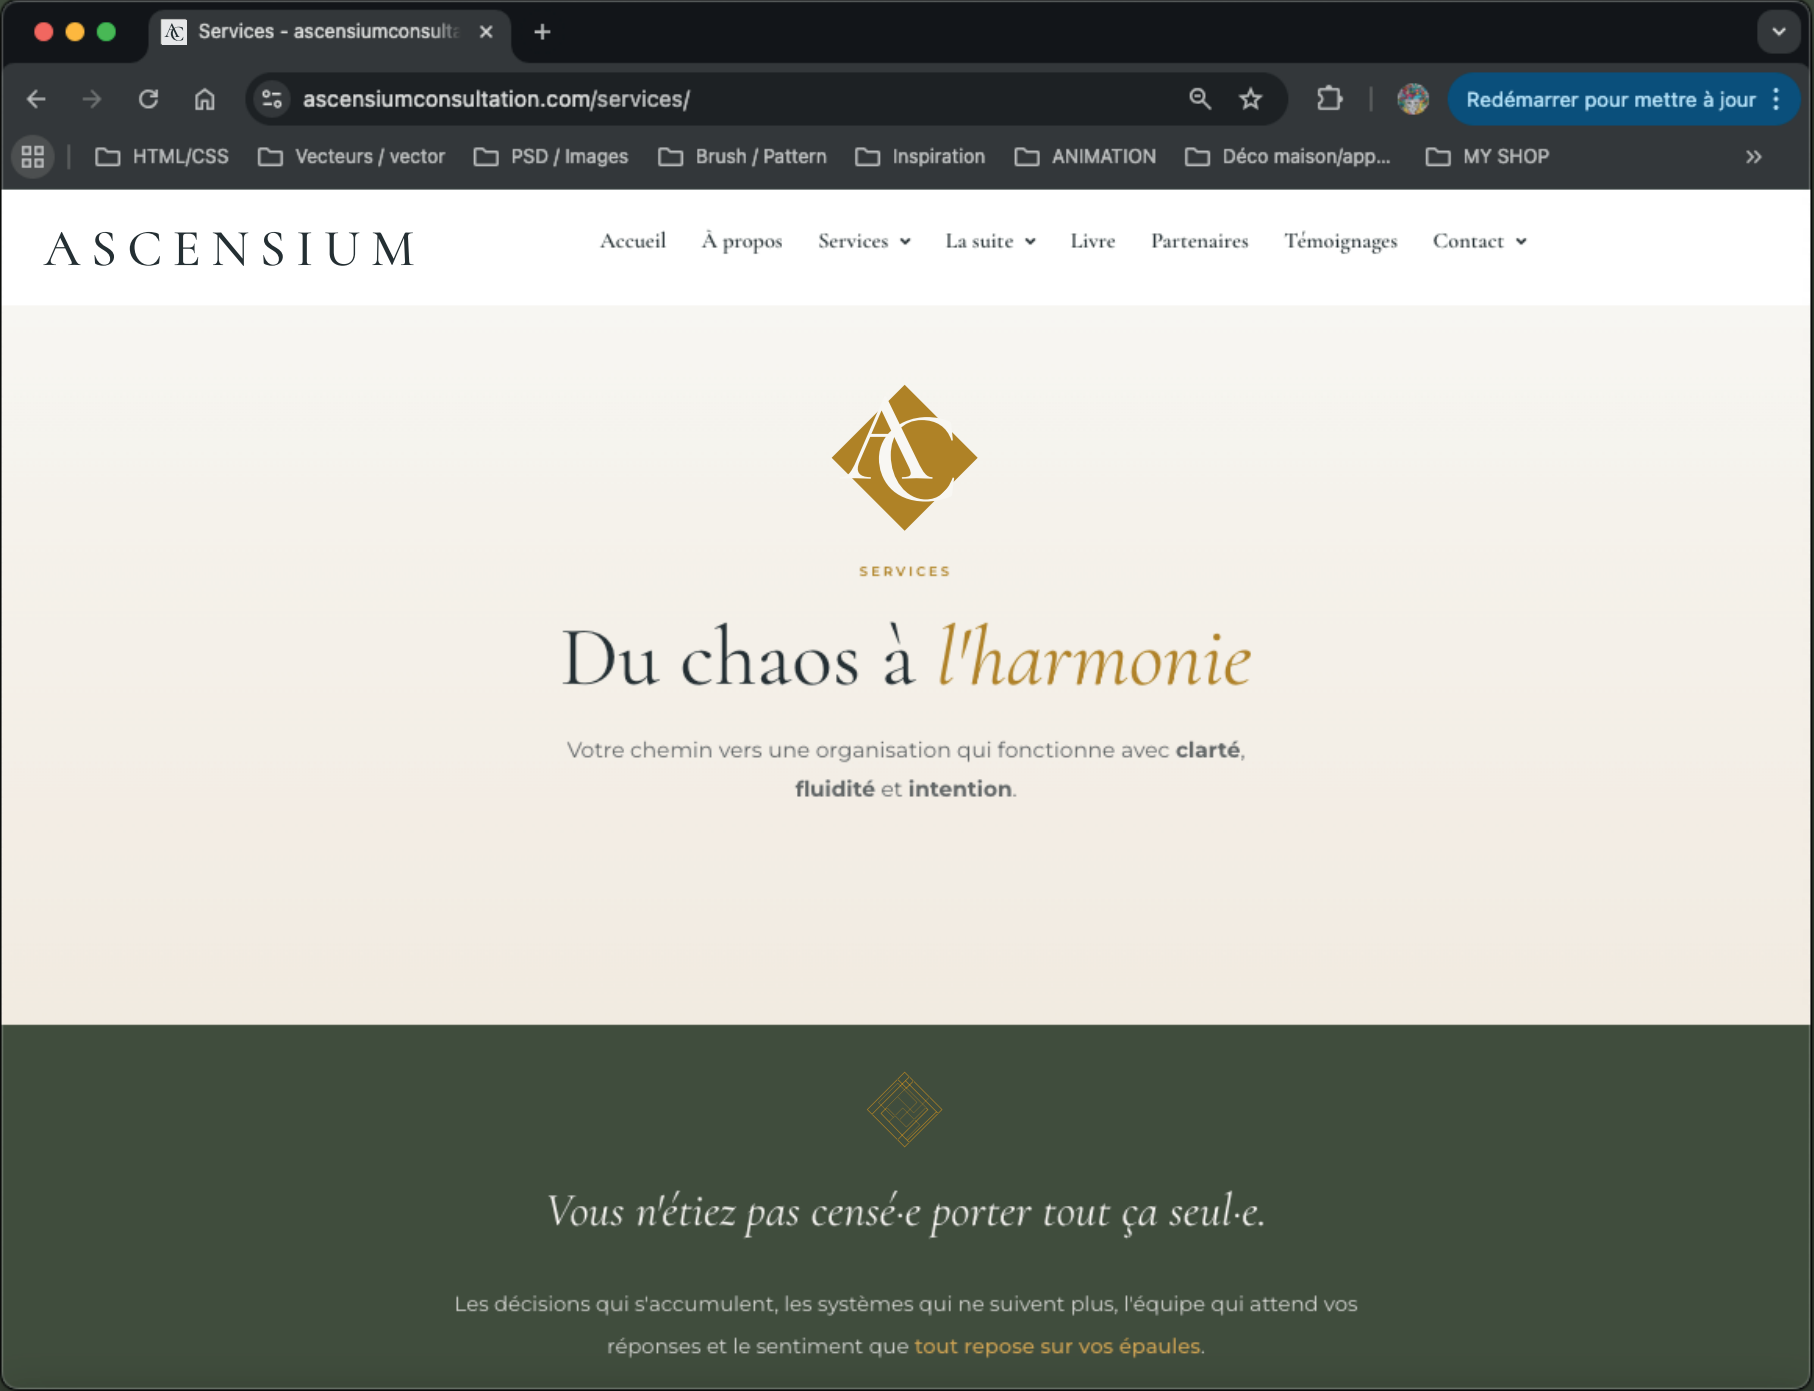 Services - ascensiumconsulta
ascensiumconsultation.com/services/
Redémarrer pour mettre à jour
HTML/CSS
Vecteurs / vector
PSD / Images
Brush / Pattern
Inspiration
ANIMATION
Déco maison/app...
MY SHOP
ASCENSIUM
Accueil
À propos
Services
La suite
Livre
Partenaires
Témoignages
Contact
AC
SERVICES
Du chaos à l'harmonie
Votre chemin vers une organisation qui fonctionne avec clarté,
fluidité et intention.
Vous n'étiez pas censé·e porter tout ça seul·e.
Les décisions qui s'accumulent, les systèmes qui ne suivent plus, l'équipe qui attend vos
réponses et le sentiment que tout repose sur vos épaules.